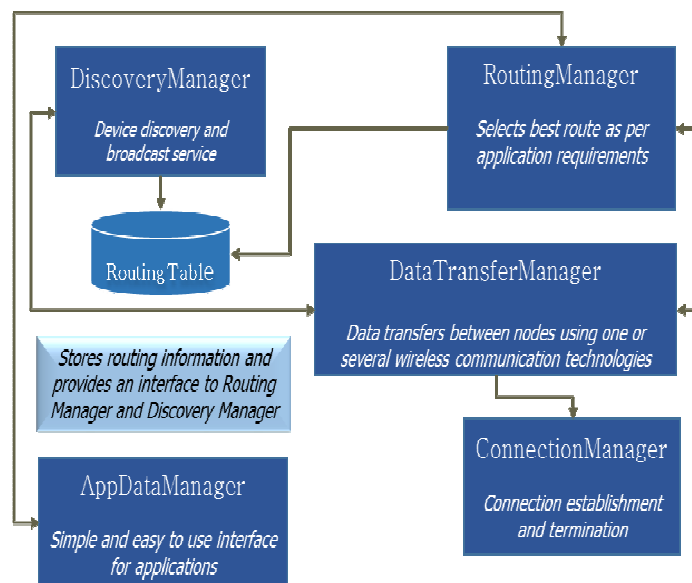 DiscoveryManager
Device discovery and
broadcast service
RoutingManager
Selects best route as per
application requirements
RoutingTable
DataTransferManager
Data transfers between nodes using one or
several wireless communication technologies
Stores routing information and
provides an interface to Routing
Manager and Discovery Manager
ConnectionManager
Connection establishment
and termination
AppDataManager
Simple and easy to use interface
for applications